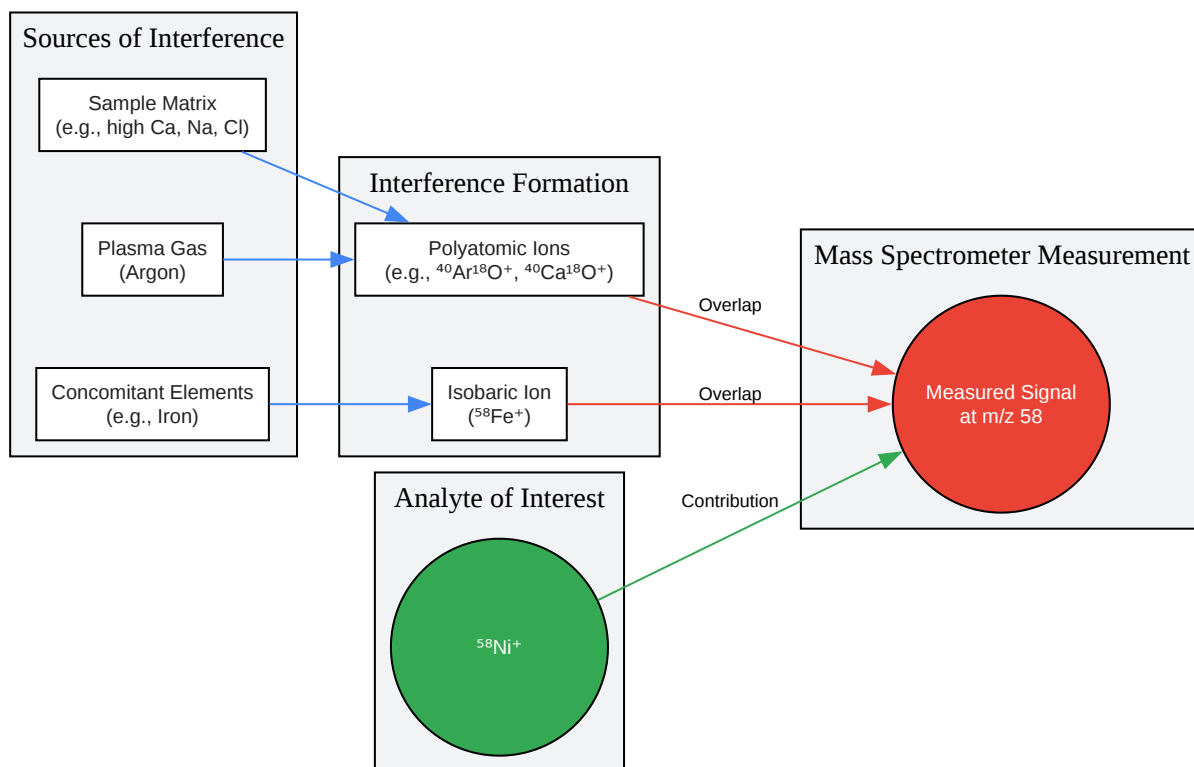 Sources of Interference
Sample Matrix
(e.g., high Ca, Na, Cl)
Plasma Gas
(Argon)
Concomitant Elements
(e.g., Iron)
Interference Formation
Polyatomic Ions
(e.g., ⁴⁰Ar¹⁸O⁺, ⁴⁰Ca¹⁸O⁺)
Isobaric Ion
(⁵⁸Fe⁺)
Analyte of Interest
⁵⁸Ni⁺
Overlap
Overlap
Contribution
Mass Spectrometer Measurement
Measured Signal
at m/z 58